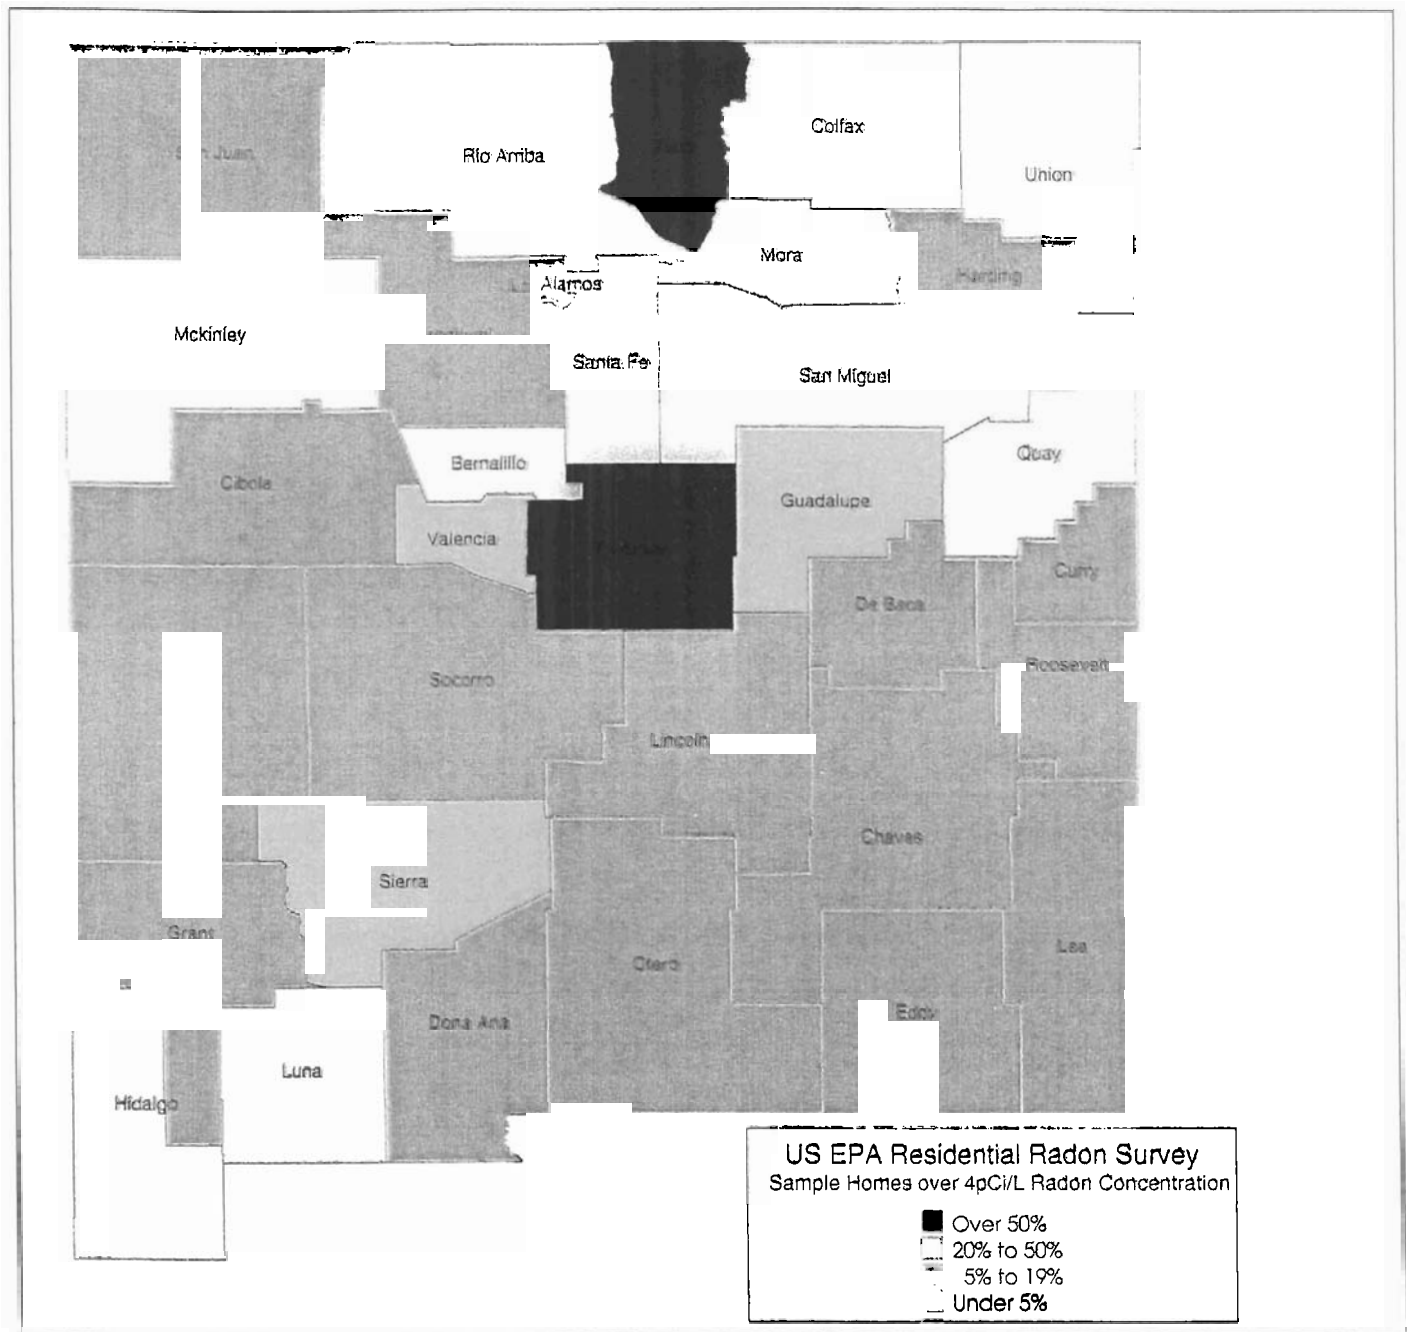 Colfax
Rio Arriba
Union
Mora
Harding
Alamos
Mckinley
Santa Fe
San Miguel
Bernalillo
Quay
Cibola
Guadalupe
Valencia
Curry
De Baca
Roosevelt
Socorro
Lincoln
Chaves
Sierra
Grant
Otero
Lea
Eddy
Dona Ana
Luna
Hidalgo
US EPA Residential Radon Survey
Sample Homes over 4pCi/L Radon Concentration
Over 50%
20% to 50%
5% to 19%
Under 5%